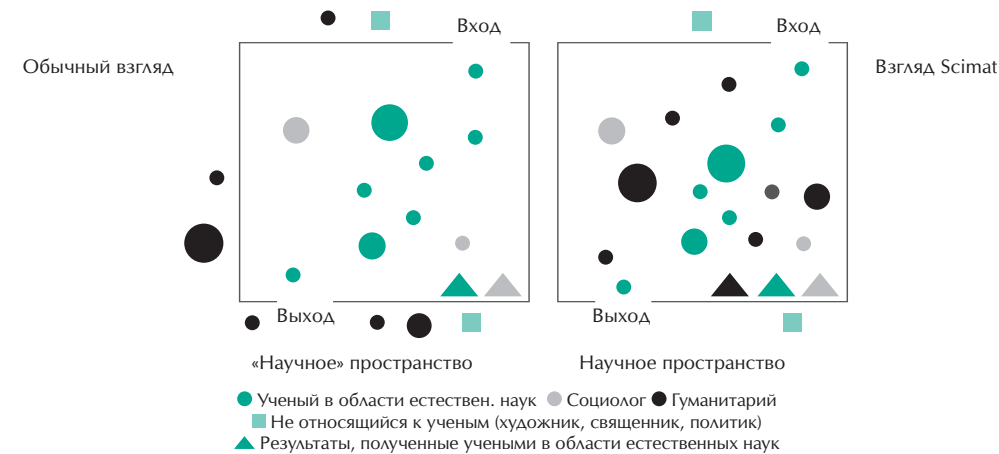 Вход
Вход
Обычный взгляд
Взгляд Scimat
Выход
Выход
«Научное» пространство
Научное пространство
Ученый в области естествен. наук Социолог Гуманитарий
Не относящийся к ученым (художник, священник, политик)
Результаты, полученные учеными в области естественных наук